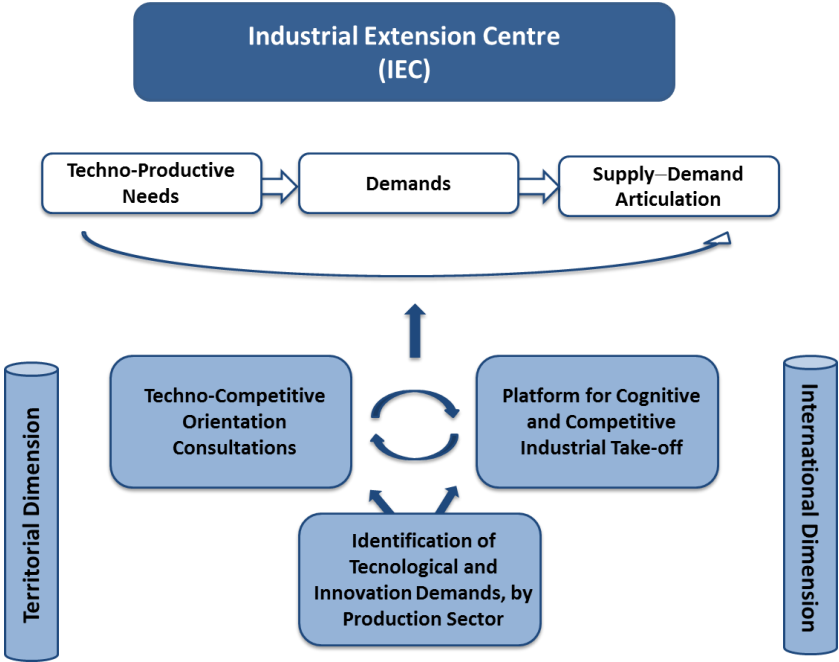 Industrial Extension Centre
(IEC)
Techno-Productive
Needs
Demands
Supply–Demand
Articulation
Territorial Dimension
Techno-Competitive
Orientation
Consultations
Platform for Cognitive
and Competitive
Industrial Take-off
International Dimension
Identification of
Tecnological and
Innovation Demands, by
Production Sector